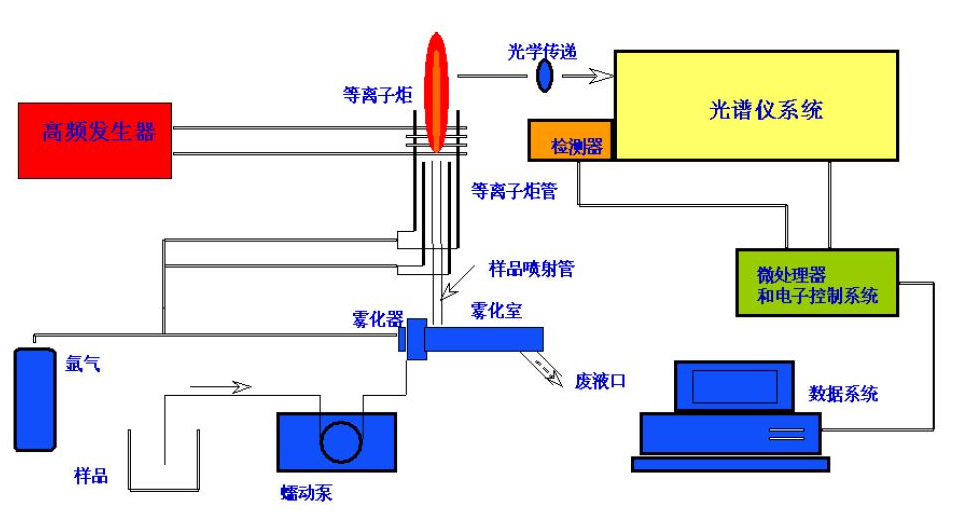 光学传递
等离子炬
高频发生器
光谱仪系统
检测器
等离子炬管
样品喷射管
微处理器
和电子控制系统
雾化器
雾化室
氩气
废液口
数据系统
样品
蠕动泵